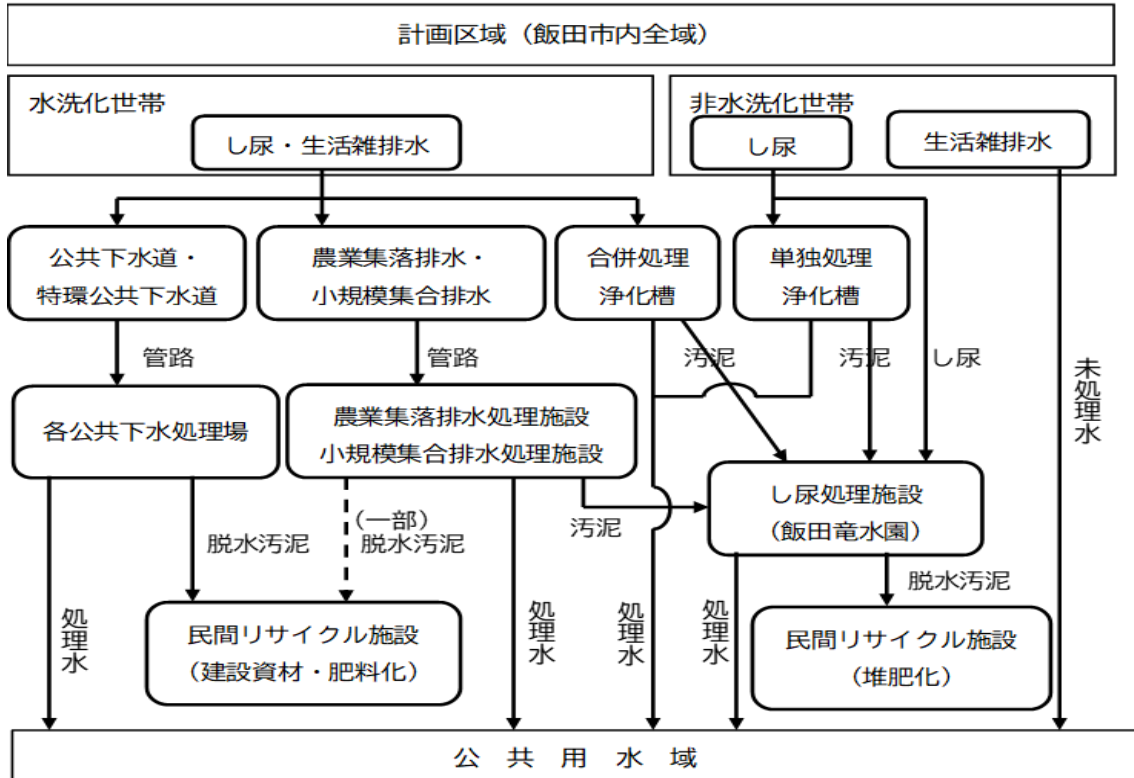 計画区域（飯田市内全域）
水洗化世帯
非水洗化世帯
し尿・生活雑排水
し尿
生活雑排水
公共下水道・
特環公共下水道
農業集落排水・
小規模集合排水
合併処理
浄化槽
単独処理
浄化槽
管路
管路
汚泥
汚泥
し尿
未処理水
各公共下水処理場
農業集落排水処理施設
小規模集合排水処理施設
し尿処理施設
（飯田竜水園）
脱水汚泥
（一部）
脱水汚泥
汚泥
脱水汚泥
処理水
処理水
処理水
処理水
民間リサイクル施設
（建設資材・肥料化）
民間リサイクル施設
（堆肥化）
公共用水域